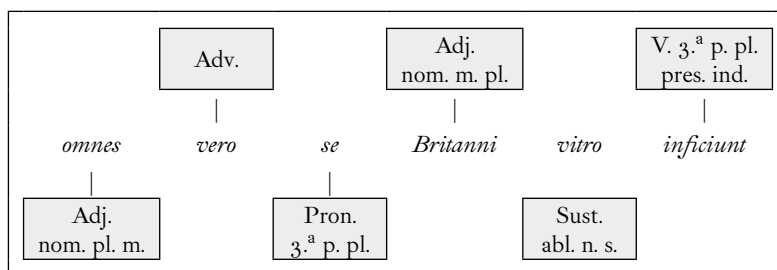 Adv. Adj. V. 3.ª p. pl.
nom. m. pl. pres. ind.
omnes vero se Britanni vitro inficiunt
Adj. Pron. Sust.
nom. pl. m. 3.ª p. pl. abl. n. s.